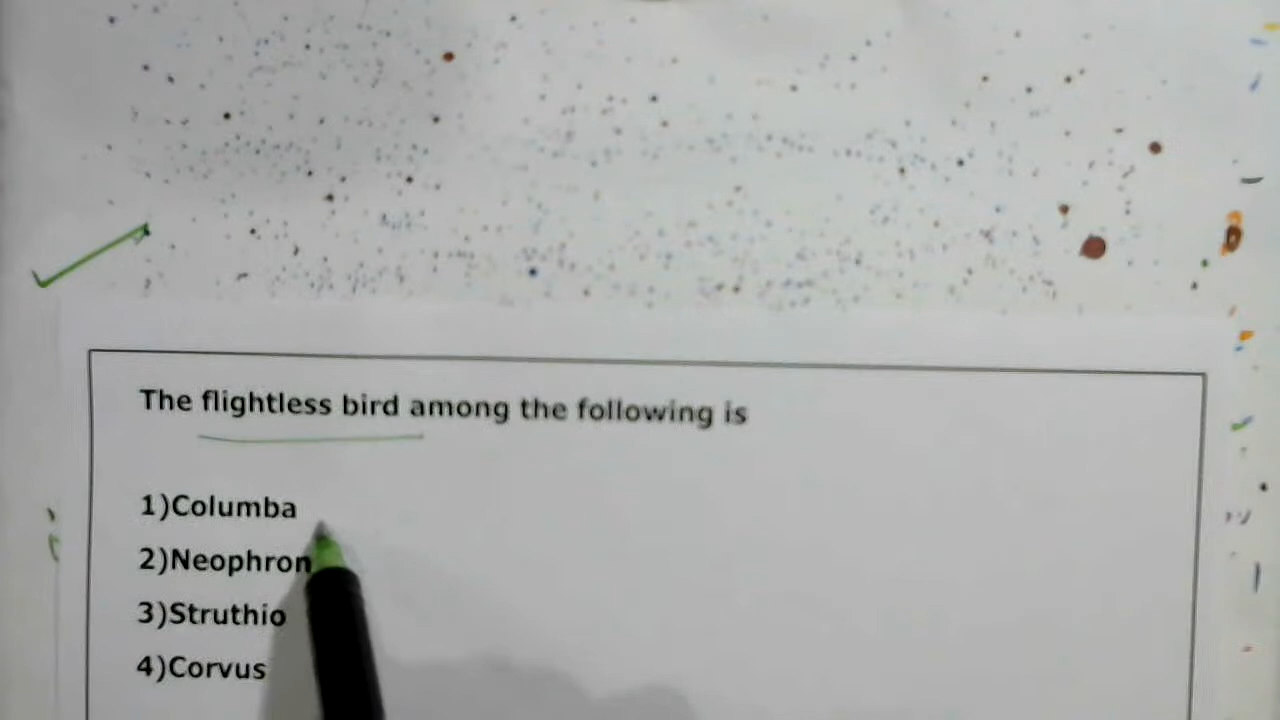 The flightless bird among the following is
1)Columba
2)Neophron
3)Struthio
4)Corvus